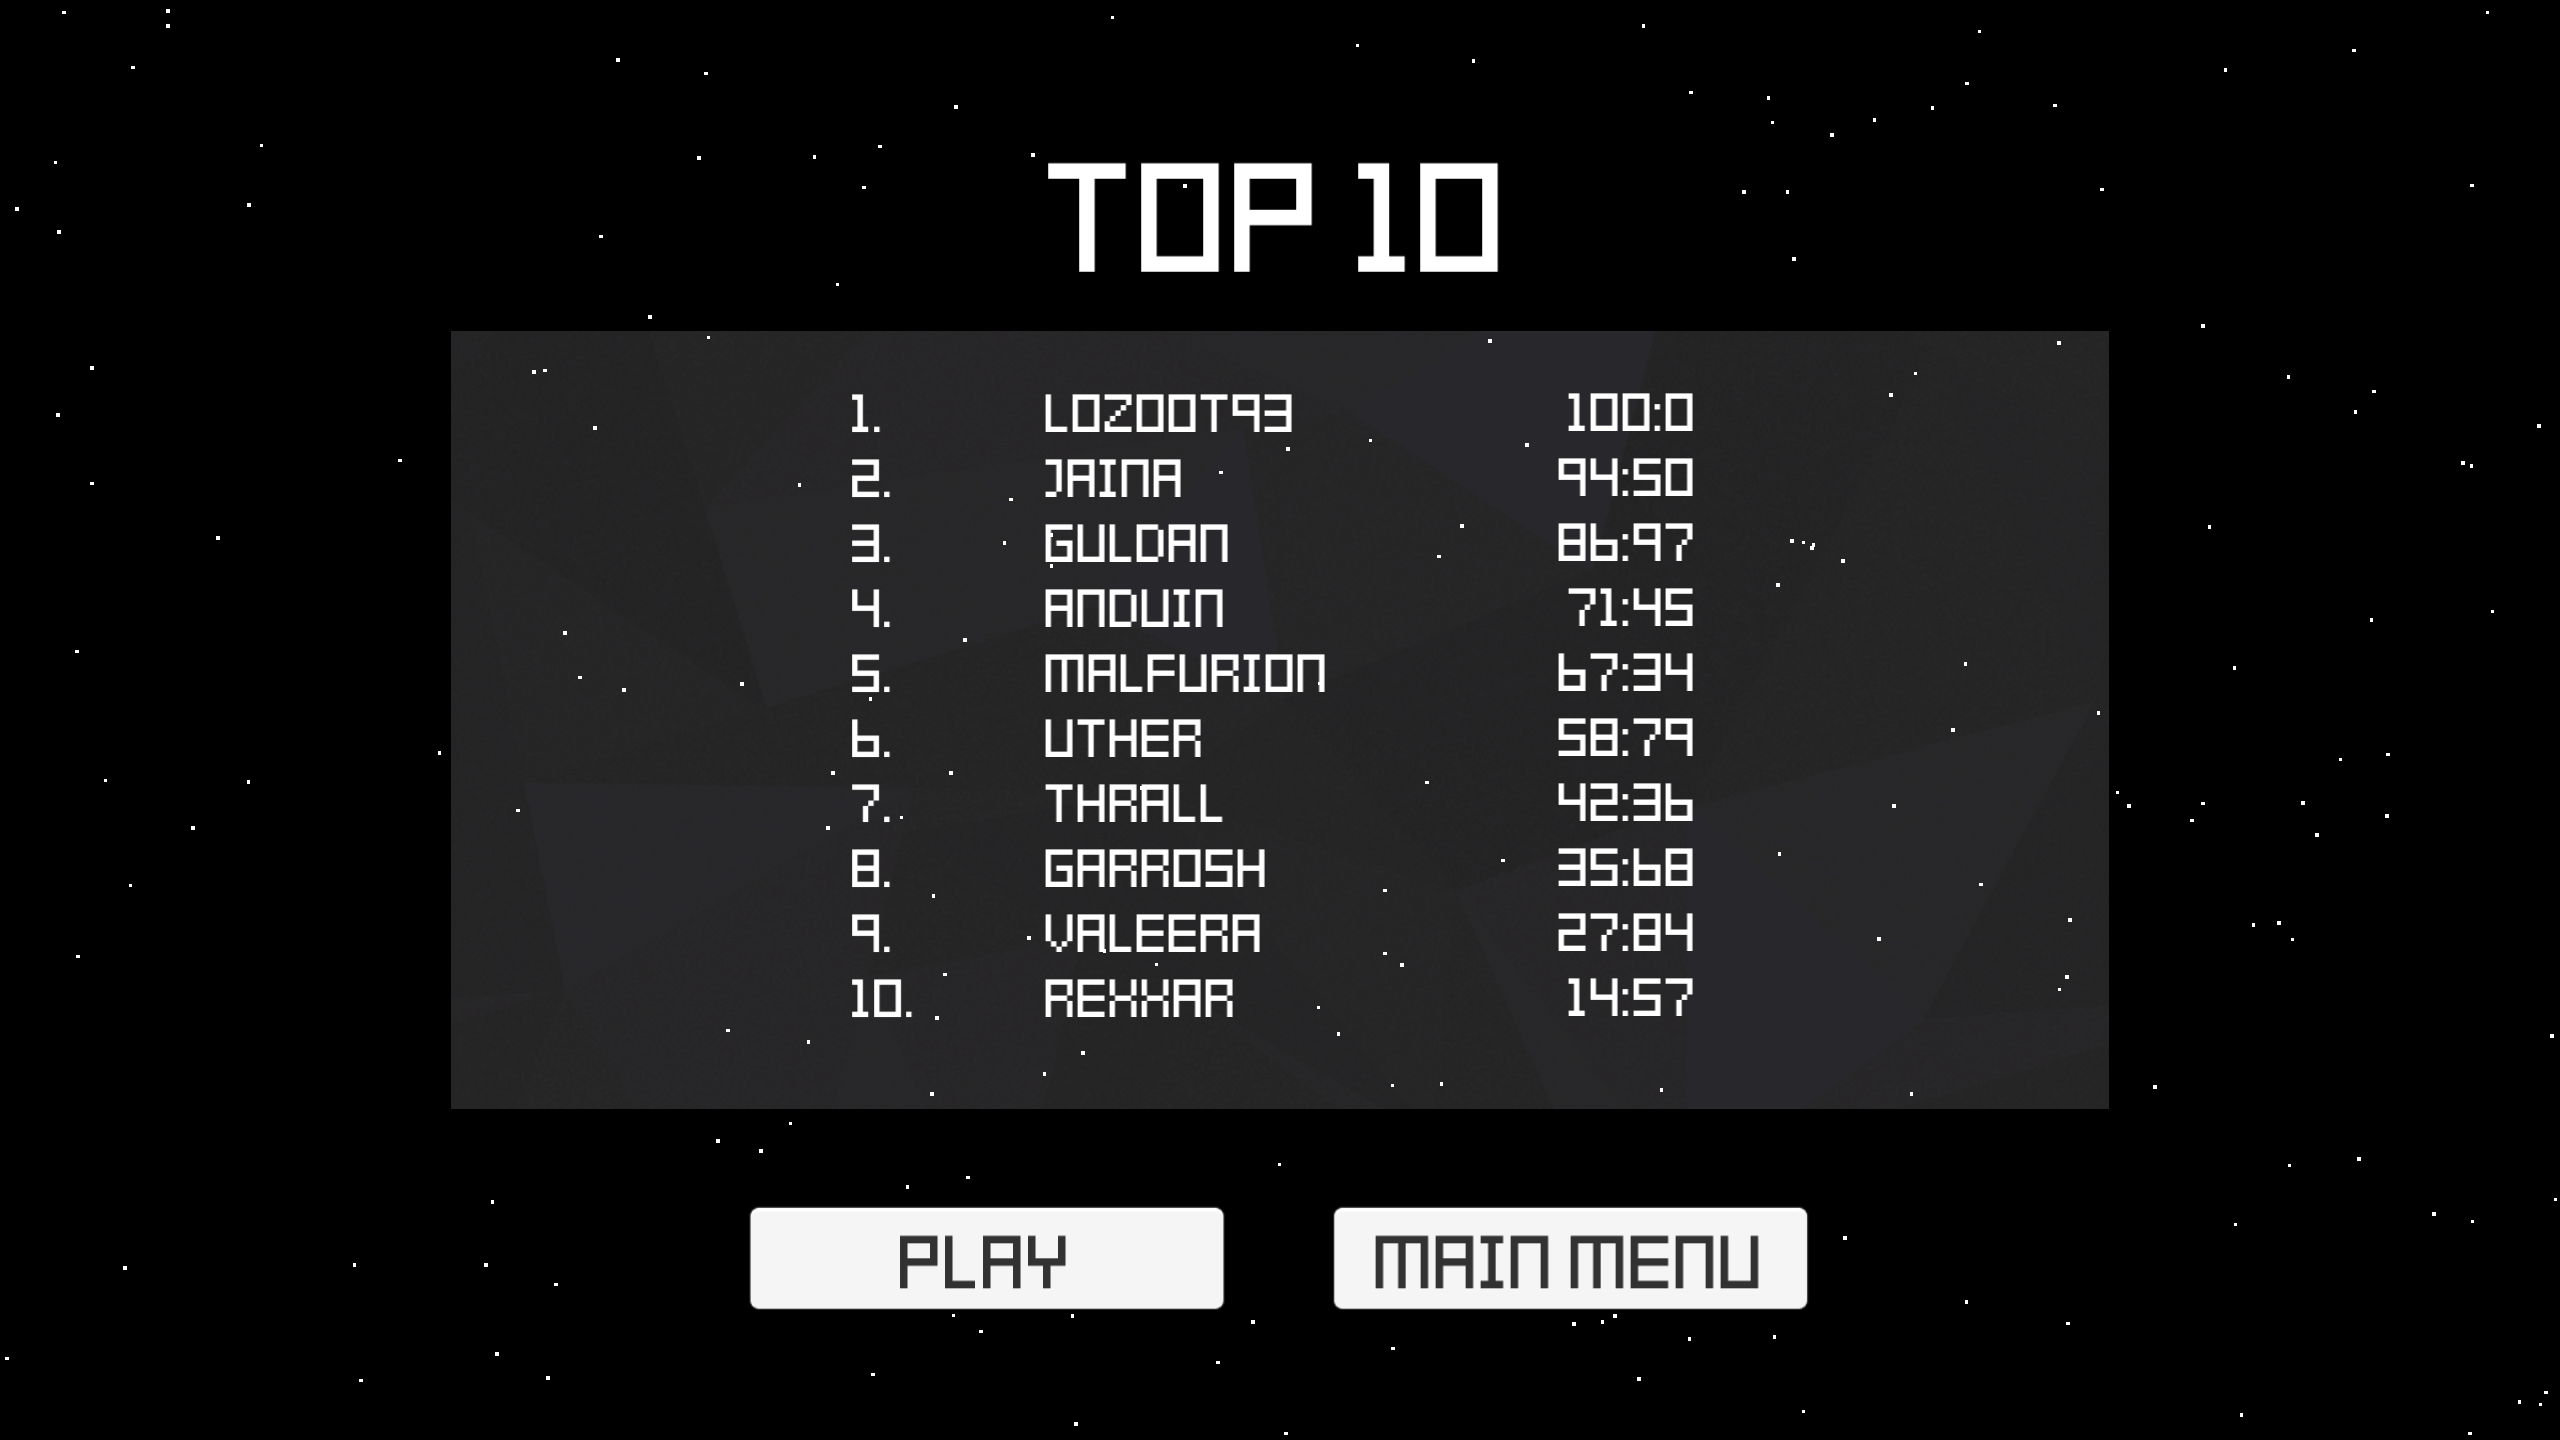 TOP 10
1. LOZOOT93 100:0
2. JAINA 94:50
3. GULDAN 86:97
4. ANDUIN 71:45
5. MALFURION 67:34
6. UTHER 58:79
7. THRALL 42:36
8. GARROSH 35:68
9. VALEERA 27:84
10. REXXAR 14:57
PLAY MAIN MENU